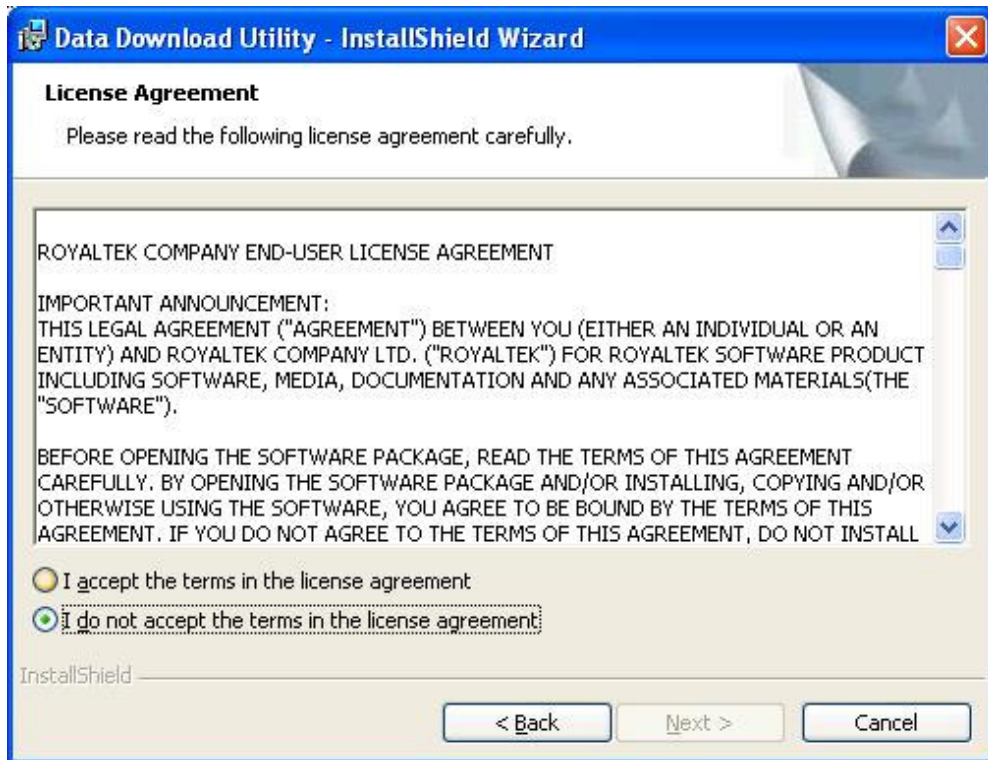 Data Download Utility - InstallShield Wizard
License Agreement
Please read the following license agreement carefully.
ROYALTEK COMPANY END-USER LICENSE AGREEMENT
IMPORTANT ANNOUNCEMENT:
THIS LEGAL AGREEMENT ("AGREEMENT") BETWEEN YOU (EITHER AN INDIVIDUAL OR AN
ENTITY) AND ROYALTEK COMPANY LTD. ("ROYALTEK") FOR ROYALTEK SOFTWARE PRODUCT
INCLUDING SOFTWARE, MEDIA, DOCUMENTATION AND ANY ASSOCIATED MATERIALS(THE
"SOFTWARE").
BEFORE OPENING THE SOFTWARE PACKAGE, READ THE TERMS OF THIS AGREEMENT
CAREFULLY. BY OPENING THE SOFTWARE PACKAGE AND/OR INSTALLING, COPYING AND/OR
OTHERWISE USING THE SOFTWARE, YOU AGREE TO BE BOUND BY THE TERMS OF THIS
AGREEMENT. IF YOU DO NOT AGREE TO THE TERMS OF THIS AGREEMENT, DO NOT INSTALL
I accept the terms in the license agreement
I do not accept the terms in the license agreement
InstallShield
< Back
Next >
Cancel